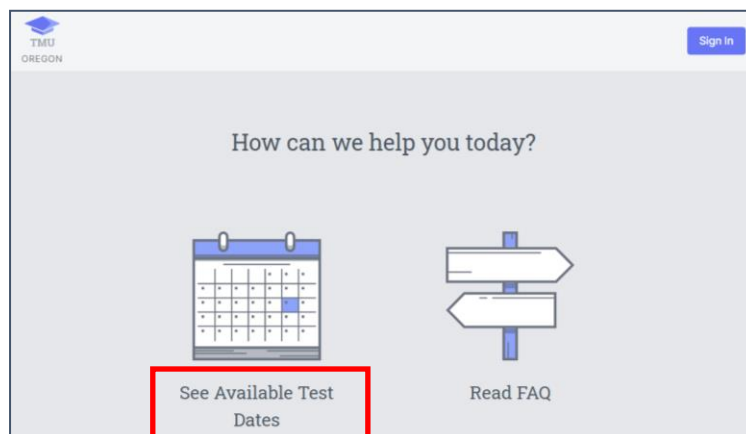 TMU
OREGON
Sign In
How can we help you today?
See Available Test
Dates
Read FAQ